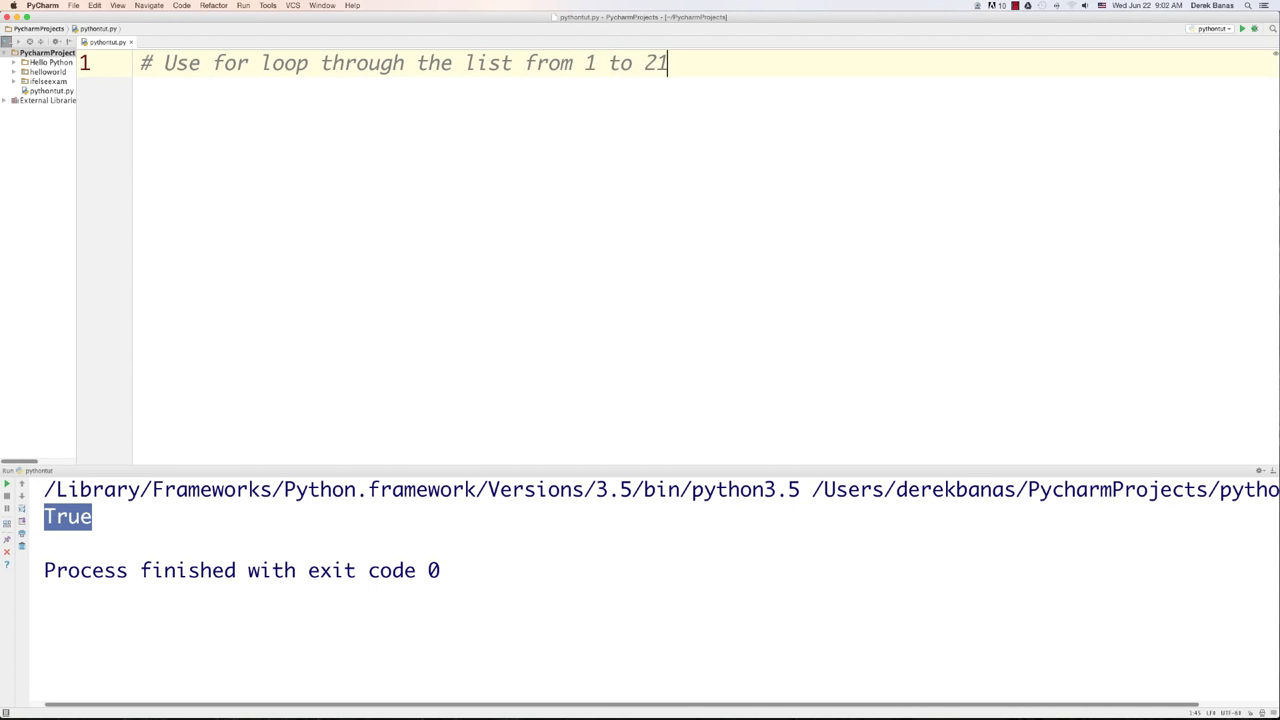 PyCharm File Edit View Navigate Code Refactor Run Tools VCS Window Help 10 Wed Jun 22 9:02 AM Derek Banas
pythontut.py - PycharmProjects - [~/PycharmProjects]
PycharmProjects pythontut.py pythontut
pythontut.py
PycharmProject
Hello Python
helloworld
ifelseexam
pythontut.py
External Librarie
1 # Use for loop through the list from 1 to 21
Run pythontut
/Library/Frameworks/Python.framework/Versions/3.5/bin/python3.5 /Users/derekbanas/PycharmProjects/pytho
True
Process finished with exit code 0
1:45 LF÷ UTF-8÷